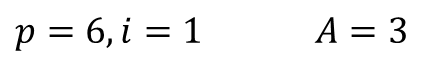 p = 6, i = 1 A = 3